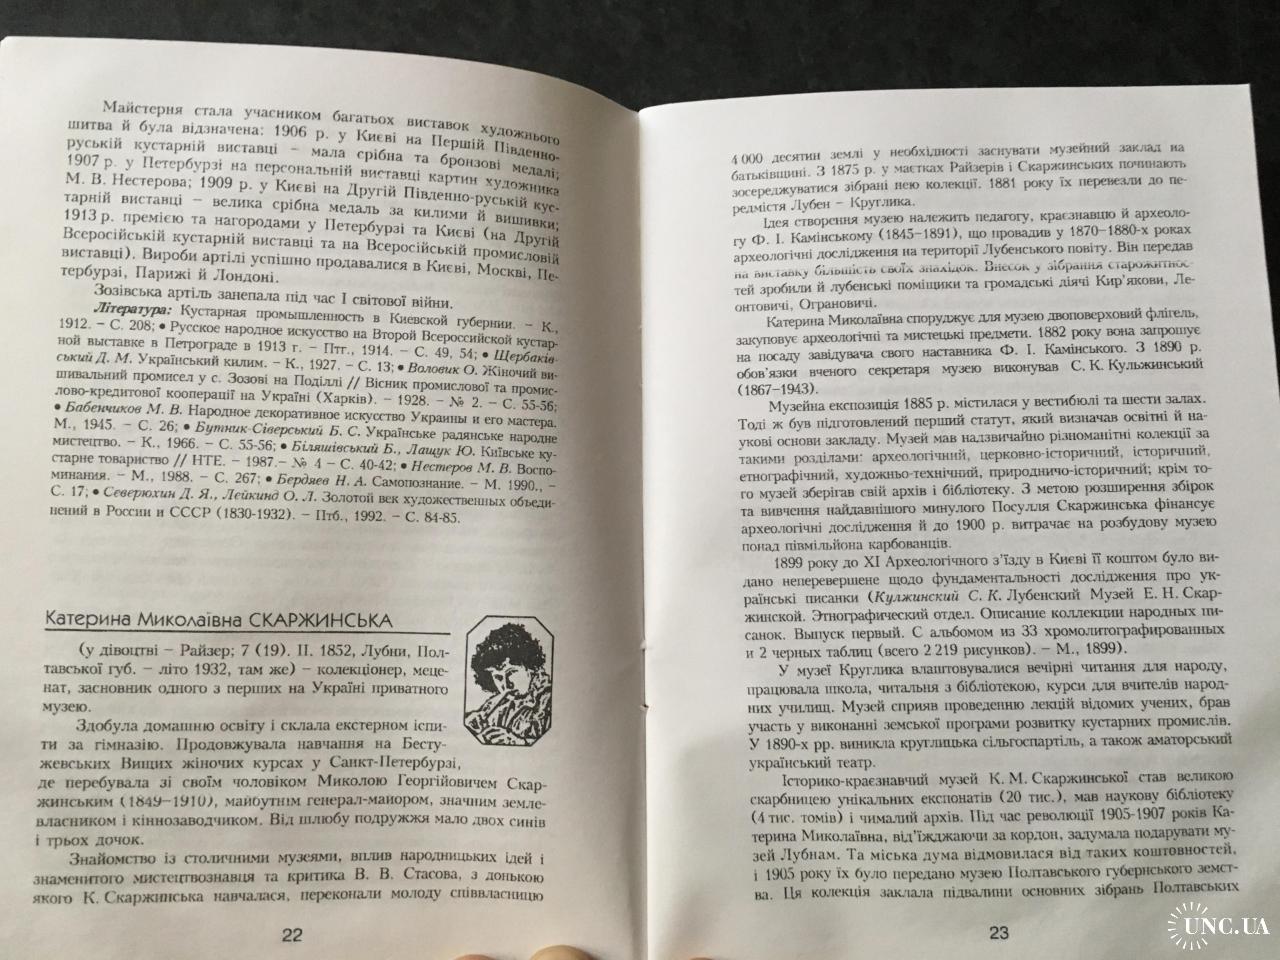 Майстерня стала учасником багатьох виставок художнього
шитва й була відзначена: 1906 р. у Києві на Першій Південно-
руській кустарній виставці – мала срібна та бронзові медалі;
1907 р. у Петербурзі на персональній виставці картин художника
М. В. Нестерова; 1909 р. у Києві на Другій Південно-руській кус-
тарній виставці – велика срібна медаль за килими й вишивки;
1913 р. премією та нагородами у Петербурзі та Києві (на Другій
Всеросійській кустарній виставці та на Всеросійській промисловій
виставці). Вироби артілі успішно продавалися в Києві, Москві, Пе-
тербурзі, Парижі й Лондоні.
Зозівська артіль занепала під час І світової війни.
Література: Кустарная промышленность в Киевской губернии. – К.,
1912. – С. 208; • Русское народное искусство на Второй Всероссийской кустар-
ной выставке в Петрограде в 1913 г. – Птг., 1914. – С. 49, 54; • Щербаків-
ський Д. М. Український килим. – К., 1927. – С. 13; • Воловик О. Жіночий ви-
шивальний промисел у с. Зозові на Поділлі // Вісник промислової та промис-
лово-кредитової кооперації на Україні (Харків). – 1928. – № 2. – С. 55-56;
• Бабенчиков М. В. Народное декоративное искусство Украины и его мастера.
М., 1945. – С. 26; • Бутник-Сіверський Б. С. Українське радянське народне
мистецтво. – К., 1966. – С. 55-56; • Біляшівський Б., Лащук Ю. Київське ку-
старне товариство // НТЕ. – 1987.– № 4 – С. 40-42; • Нестеров М. В. Воспо-
минания. – М., 1988. – С. 267; • Бердяев Н. А. Самопознание. – М. 1990., –
С. 17; • Северюхин Д. Я., Лейкинд О. Л. Золотой век художественных объеди-
нений в России и СССР (1830-1932). – Птб., 1992. – С. 84-85.
Катерина Миколаївна СКАРЖИНСЬКА
(у дівоцтві – Райзер; 7 (19). II. 1852, Лубни, Пол-
тавської губ. – літо 1932, там же) – колекціонер, меце-
нат, засновник одного з перших на Україні приватного
музею.
Здобула домашню освіту і склала екстерном іспи-
ти за гімназію. Продовжувала навчання на Бесту-
жевських Вищих жіночих курсах у Санкт-Петербурзі,
де перебувала зі своїм чоловіком Миколою Георгійовичем Скар-
жинським (1849–1910), майбутнім генерал-майором, значним земле-
власником і кіннозаводчиком. Від шлюбу подружжя мало двох синів
і трьох дочок.
Знайомство із столичними музеями, вплив народницьких ідей і
знаменитого мистецтвознавця та критика В. В. Стасова, з донькою
якого К. Скаржинська навчалася, переконали молоду співвласницю
22
4 000 десятин землі у необхідності заснувати музейний заклад на
батьківщині. З 1875 р. у маєтках Райзерів і Скаржинських починають
зосереджуватися зібрані нею колекції. 1881 року їх перевезли до пе-
редмістя Лубен – Круглика.
Ідея створення музею належить педагогу, краєзнавцю й археоло-
гу Ф. І. Камінському (1845–1891), що провадив у 1870–1880-х роках
археологічні дослідження на території Лубенського повіту. Він передав
на виставку більшість своїх знахідок. Внесок у зібрання старожитнос-
тей зробили й лубенські поміщики та громадські діячі Кир’якови, Ле-
онтовичі, Ограновичі.
Катерина Миколаївна споруджує для музею двоповерховий флігель,
закуповує археологічні та мистецькі предмети. 1882 року вона запрошує
на посаду завідувача свого наставника Ф. І. Камінського. З 1890 р.
обов’язки вченого секретаря музею виконував С. К. Кульжинський
(1867–1943).
Музейна експозиція 1885 р. містилася у вестибюлі та шести залах.
Тоді ж був підготовлений перший статут, який визначав освітні й на-
укові основи закладу. Музей мав надзвичайно різноманітні колекції за
такими розділами: археологічний, церковно-історичний, історичний,
етнографічний, художньо-технічний, природничо-історичний; крім то-
го музей зберігав свій архів і бібліотеку. З метою розширення збірок
та вивчення найдавнішого минулого Посулля Скаржинська фінансує
археологічні дослідження й до 1900 р. витрачає на розбудову музею
понад півмільйона карбованців.
1899 року до XI Археологічного з’їзду в Києві її коштом було ви-
дано неперевершене щодо фундаментальності дослідження про ук-
раїнські писанки (Кулжинский С. К. Лубенский Музей Е. Н. Скар-
жинской. Этнографический отдел. Описание коллекции народных пи-
санок. Выпуск первый. С альбомом из 33 хромолитографированных
и 2 черных таблиц (всего 2 219 рисунков). – М., 1899).
У музеї Круглика влаштовувалися вечірні читання для народу,
працювала школа, читальня з бібліотекою, курси для вчителів народ-
них училищ. Музей сприяв проведенню лекцій відомих учених, брав
участь у виконанні земської програми розвитку кустарних промислів.
У 1890-х рр. виникла круглицька сільгоспартіль, а також аматорський
український театр.
Історико-краєзнавчий музей К. М. Скаржинської став великою
скарбницею унікальних експонатів (20 тис.), мав наукову бібліотеку
(4 тис. томів) і чималий архів. Під час революції 1905-1907 років Ка-
терина Миколаївна, від’їжджаючи за кордон, задумала подарувати му-
зей Лубнам. Та міська дума відмовилася від таких коштовностей,
і 1905 року їх було передано музею Полтавського губернського земст-
ва. Ця колекція заклала підвалини основних зібрань Полтавських
23
UNC.UA